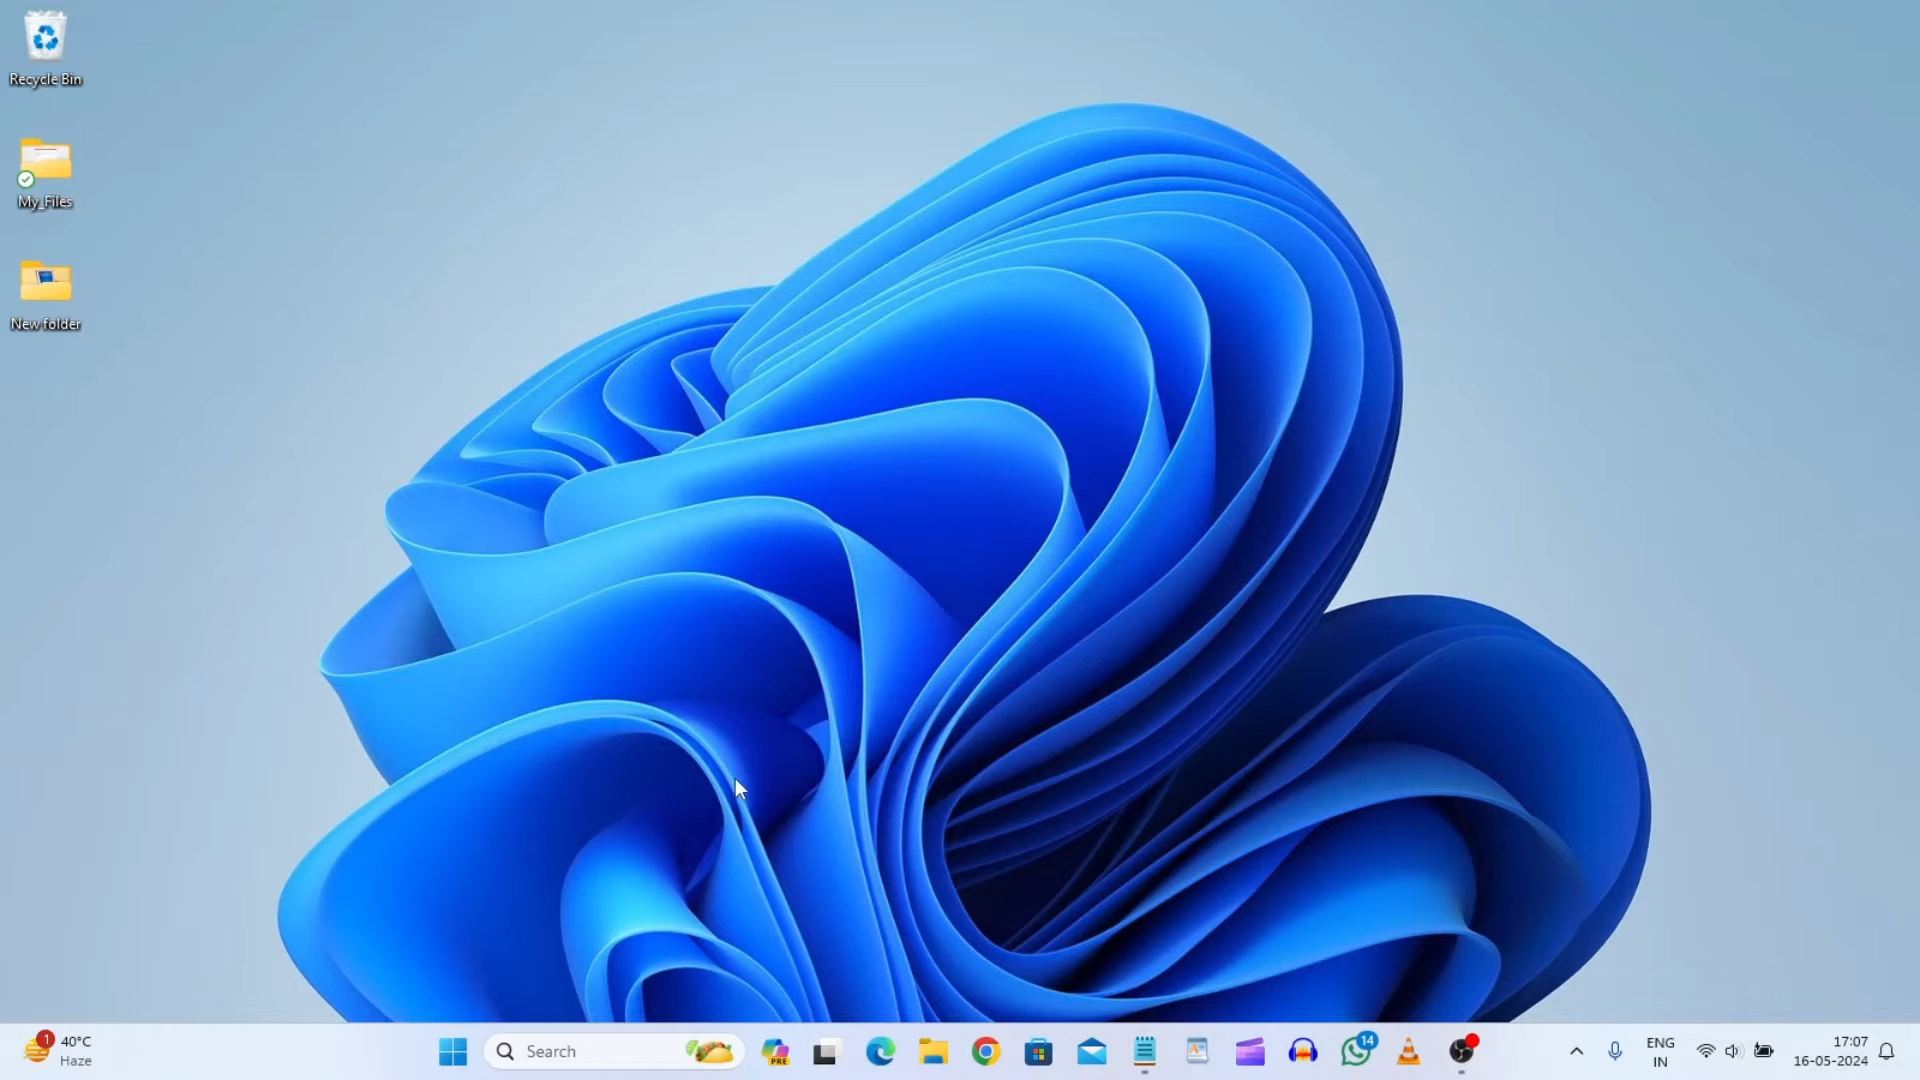 Recycle Bin
My_Files
New folder
1
40°C
Haze
Search
PRE
14
ENG
IN
17:07
16-05-2024